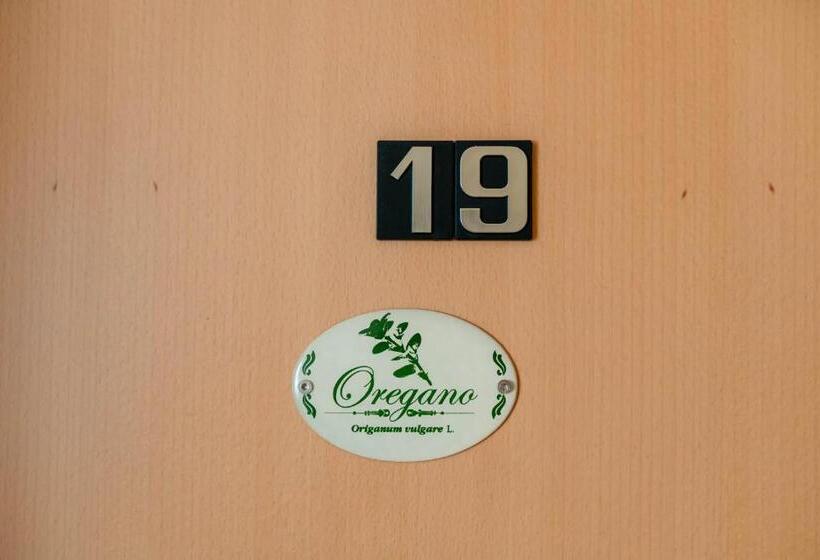 19
Oregano
Origanum vulgare L.